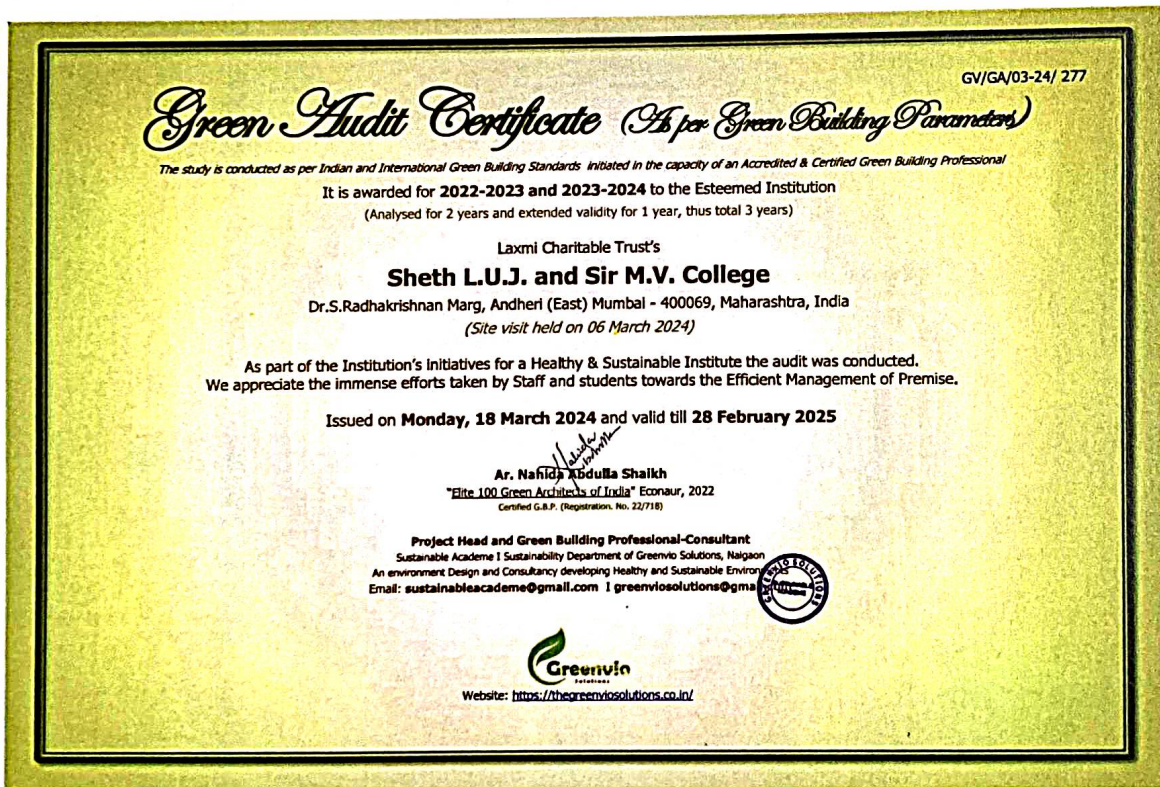 GV/GA/03-24/ 277
Green Audit Certificate (As per Green Building Parameters)
The study is conducted as per Indian and International Green Building Standards initiated in the capacity of an Accredited & Certified Green Building Professional
It is awarded for 2022-2023 and 2023-2024 to the Esteemed Institution
(Analysed for 2 years and extended validity for 1 year, thus total 3 years)
Laxmi Charitable Trust's
Sheth L.U.J. and Sir M.V. College
Dr.S.Radhakrishnan Marg, Andheri (East) Mumbai - 400069, Maharashtra, India
(Site visit held on 06 March 2024)
As part of the Institution's initiatives for a Healthy & Sustainable Institute the audit was conducted.
We appreciate the immense efforts taken by Staff and students towards the Efficient Management of Premise.
Issued on Monday, 18 March 2024 and valid till 28 February 2025
Ar. Nahida Abdulla Shaikh
"Elite 100 Green Architects of India" Econaur, 2022
Certified G.B.P. (Registration. No. 22/718)
Project Head and Green Building Professional-Consultant
Sustainable Academe I Sustainability Department of Greenvio Solutions, Naigaon
An environment Design and Consultancy developing Healthy and Sustainable
Email: sustainableacademe@gmail.com I
GREENVIO SOLUTIONS
Greenvio
Solutions
Website: https://thegreenviosolutions.co.in/